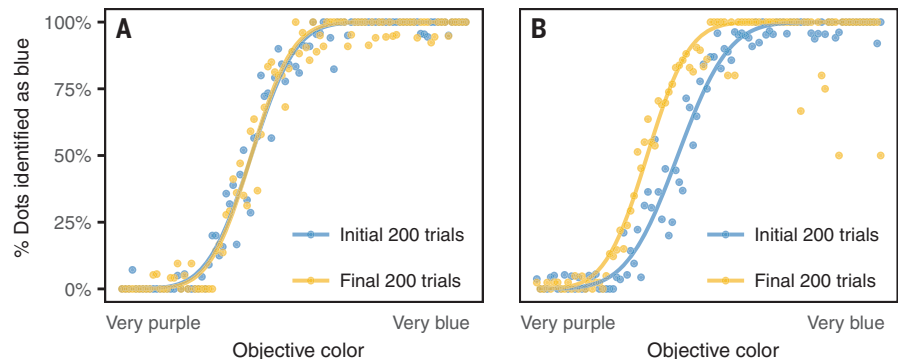 % Dots identified as blue
100%
75%
50%
25%
0%
A
Initial 200 trials
Final 200 trials
Very purple
Very blue
Objective color
B
Initial 200 trials
Final 200 trials
Very purple
Very blue
Objective color